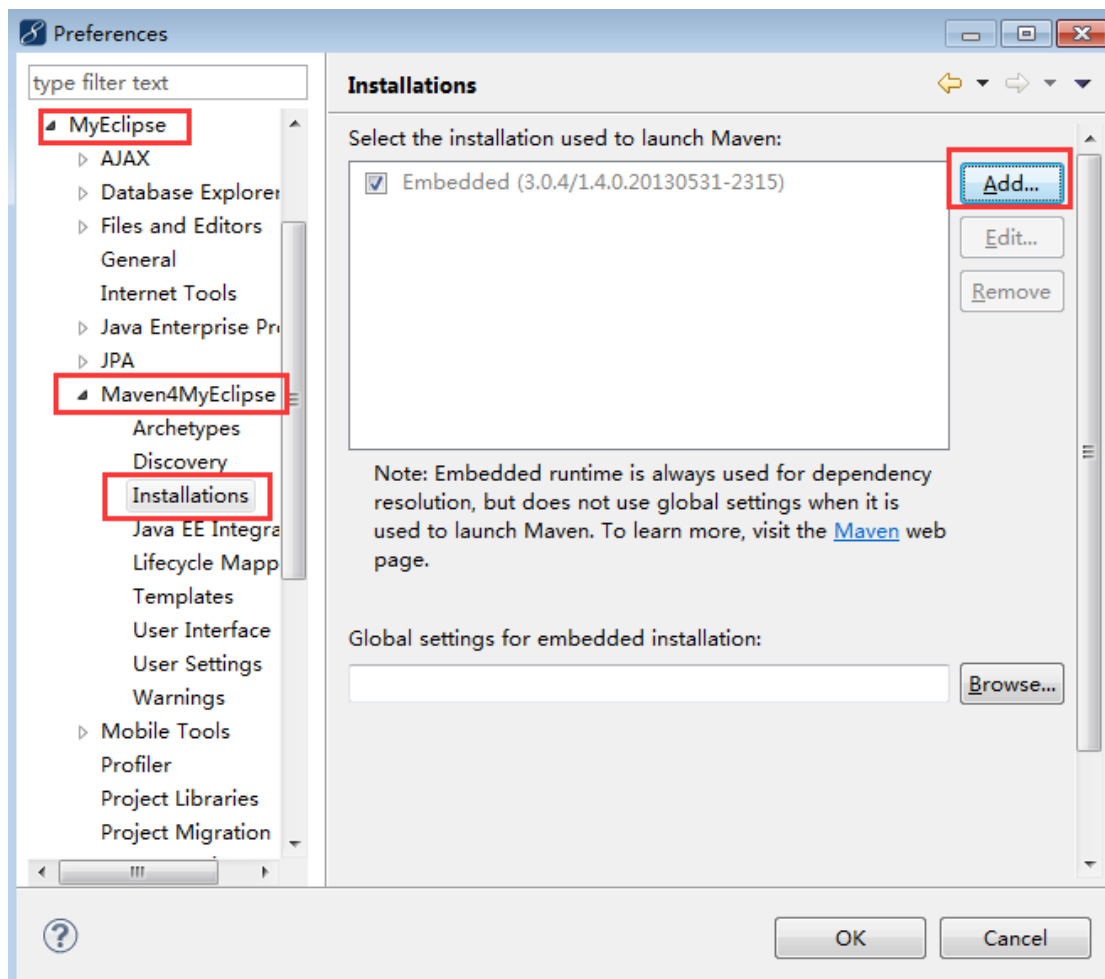 Preferences
type filter text
MyEclipse
AJAX
Database Explorer
Files and Editors
General
Internet Tools
Java Enterprise Pr
JPA
Maven4MyEclipse
Archetypes
Discovery
Installations
Java EE Integra
Lifecycle Mapp
Templates
User Interface
User Settings
Warnings
Mobile Tools
Profiler
Project Libraries
Project Migration
Installations
Select the installation used to launch Maven:
Embedded (3.0.4/1.4.0.20130531-2315)
Add...
Edit...
Remove
Note: Embedded runtime is always used for dependency
resolution, but does not use global settings when it is
used to launch Maven. To learn more, visit the Maven web
page.
Global settings for embedded installation:
Browse...
OK
Cancel